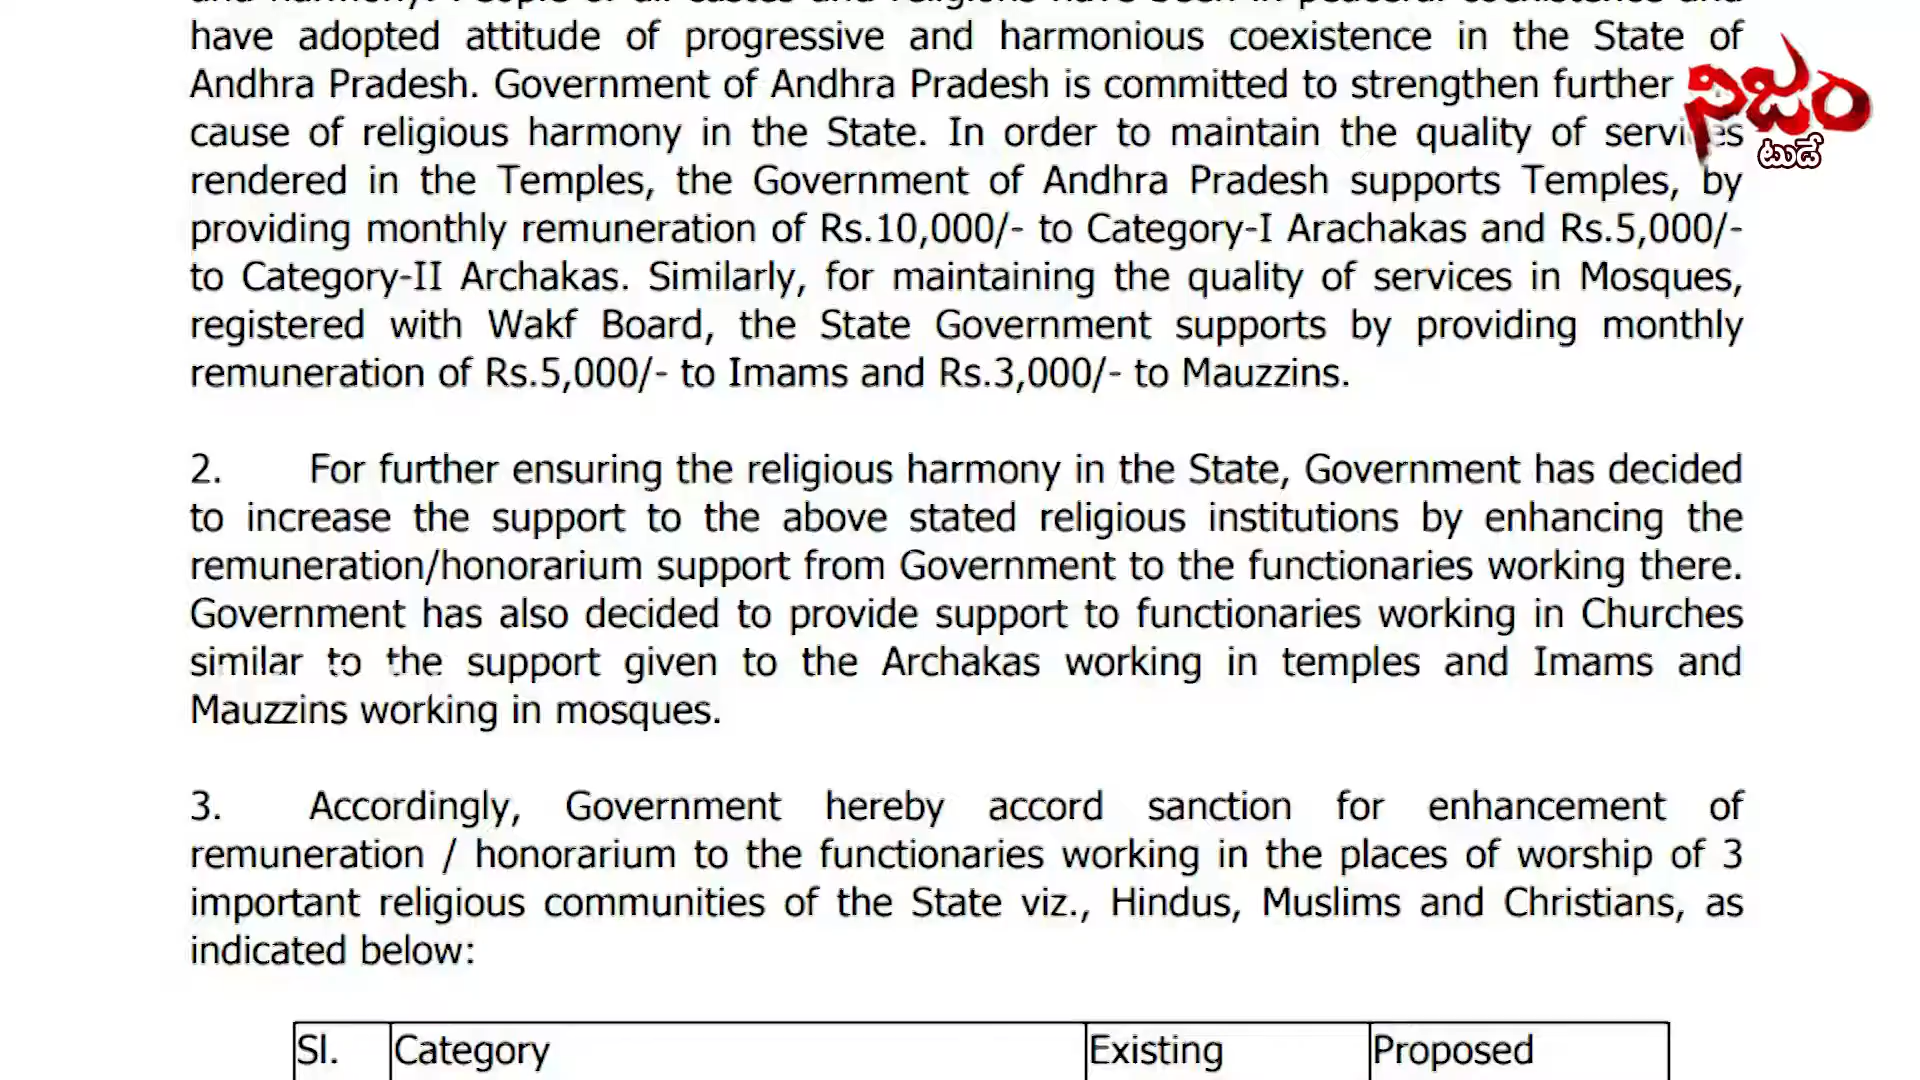 have adopted attitude of progressive and harmonious coexistence in the State of
Andhra Pradesh. Government of Andhra Pradesh is committed to strengthen further
cause of religious harmony in the State. In order to maintain the quality of services
rendered in the Temples, the Government of Andhra Pradesh supports Temples, by
providing monthly remuneration of Rs.10,000/- to Category-I Arachakas and Rs.5,000/-
to Category-II Archakas. Similarly, for maintaining the quality of services in Mosques,
registered with Wakf Board, the State Government supports by providing monthly
remuneration of Rs.5,000/- to Imams and Rs.3,000/- to Mauzzins.
2. For further ensuring the religious harmony in the State, Government has decided
to increase the support to the above stated religious institutions by enhancing the
remuneration/honorarium support from Government to the functionaries working there.
Government has also decided to provide support to functionaries working in Churches
similar to the support given to the Archakas working in temples and Imams and
Mauzzins working in mosques.
3. Accordingly, Government hereby accord sanction for enhancement of
remuneration / honorarium to the functionaries working in the places of worship of 3
important religious communities of the State viz., Hindus, Muslims and Christians, as
indicated below:
Sl. Category Existing Proposed
నిజం
టుడే